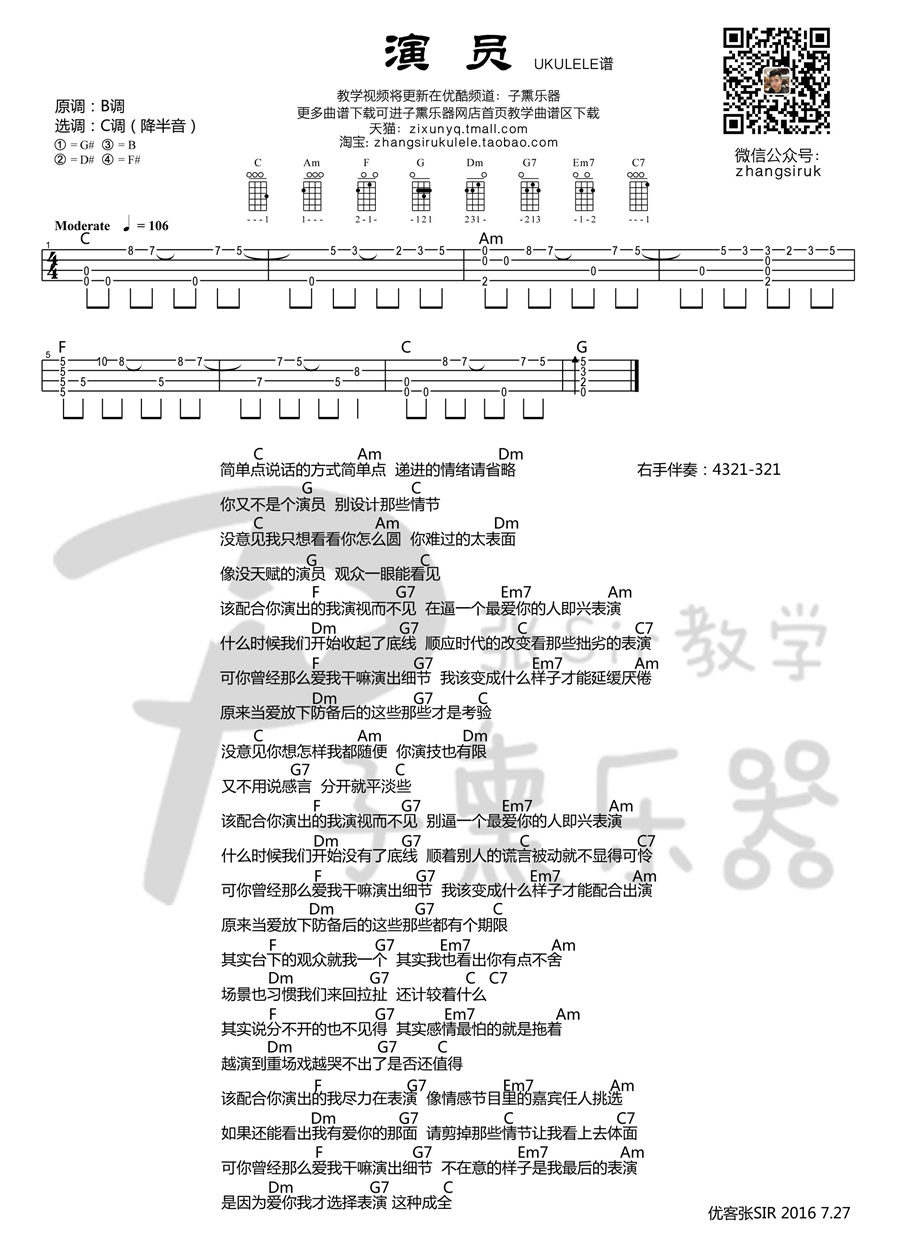 演 员 UKULELE谱
教学视频将更新在优酷频道：子熏乐器
更多曲谱下载可进子熏乐器网店首页教学曲谱区下载
天猫：zixunyq.tmall.com
淘宝: zhangsirukulele.taobao.com
微信公众号：
zhangsiruk
原调：B调
选调：C调（降半音）
① = G# ③ = B
② = D# ④ = F#
C Am F G Dm G7 Em7 C7
---1 1--- 2-1- -121 231- -213 -1-2 ---1
Moderate ♩ = 106
C Am
1
8 7 7 5 5 3 2 3 5 0 8 7 7 5 5 3 3 2 3 5
0 0 0 0
0 0 0 0 0 0
0 0 0 2 2
F C G
5
5 10 8 8 7 7 5 8 7 7 5 5
5 8 3
5 5 5 7 5 0 2
5 0 0 0 0
C Am Dm
简单点说话的方式简单点 递进的情绪请省略
右手伴奏：4321-321
G C
你又不是个演员 别设计那些情节
C Am Dm
没意见我只想看看你怎么圆 你难过的太表面
G C
像没天赋的演员 观众一眼能看见
F G7 Em7 Am
该配合你演出的我演视而不见 在逼一个最爱你的人即兴表演
Dm G7 C C7
什么时候我们开始收起了底线 顺应时代的改变看那些拙劣的表演
F G7 Em7 Am
可你曾经那么爱我干嘛演出细节 我该变成什么样子才能延缓厌倦
Dm G7 C
原来当爱放下防备后的这些那些才是考验
C Am Dm
没意见你想怎样我都随便 你演技也有限
G7 C
又不用说感言 分开就平淡些
F G7 Em7 Am
该配合你演出的我演视而不见 别逼一个最爱你的人即兴表演
Dm G7 C C7
什么时候我们开始没有了底线 顺着别人的谎言被动就不显得可怜
F G7 Em7 Am
可你曾经那么爱我干嘛演出细节 我该变成什么样子才能配合出演
Dm G7 C
原来当爱放下防备后的这些那些都有个期限
F G7 Em7 Am
其实台下的观众就我一个 其实我也看出你有点不舍
Dm G7 C C7
场景也习惯我们来回拉扯 还计较着什么
F G7 Em7 Am
其实说分不开的也不见得 其实感情最怕的就是拖着
Dm G7 C
越演到重场戏越哭不出了是否还值得
F G7 Em7 Am
该配合你演出的我尽力在表演 像情感节目里的嘉宾任人挑选
Dm G7 C C7
如果还能看出我有爱你的那面 请剪掉那些情节让我看上去体面
F G7 Em7 Am
可你曾经那么爱我干嘛演出细节 不在意的样子是我最后的表演
Dm G7 C
是因为爱你我才选择表演 这种成全
张Sir教学
子熏乐器
优客张SIR 2016 7.27